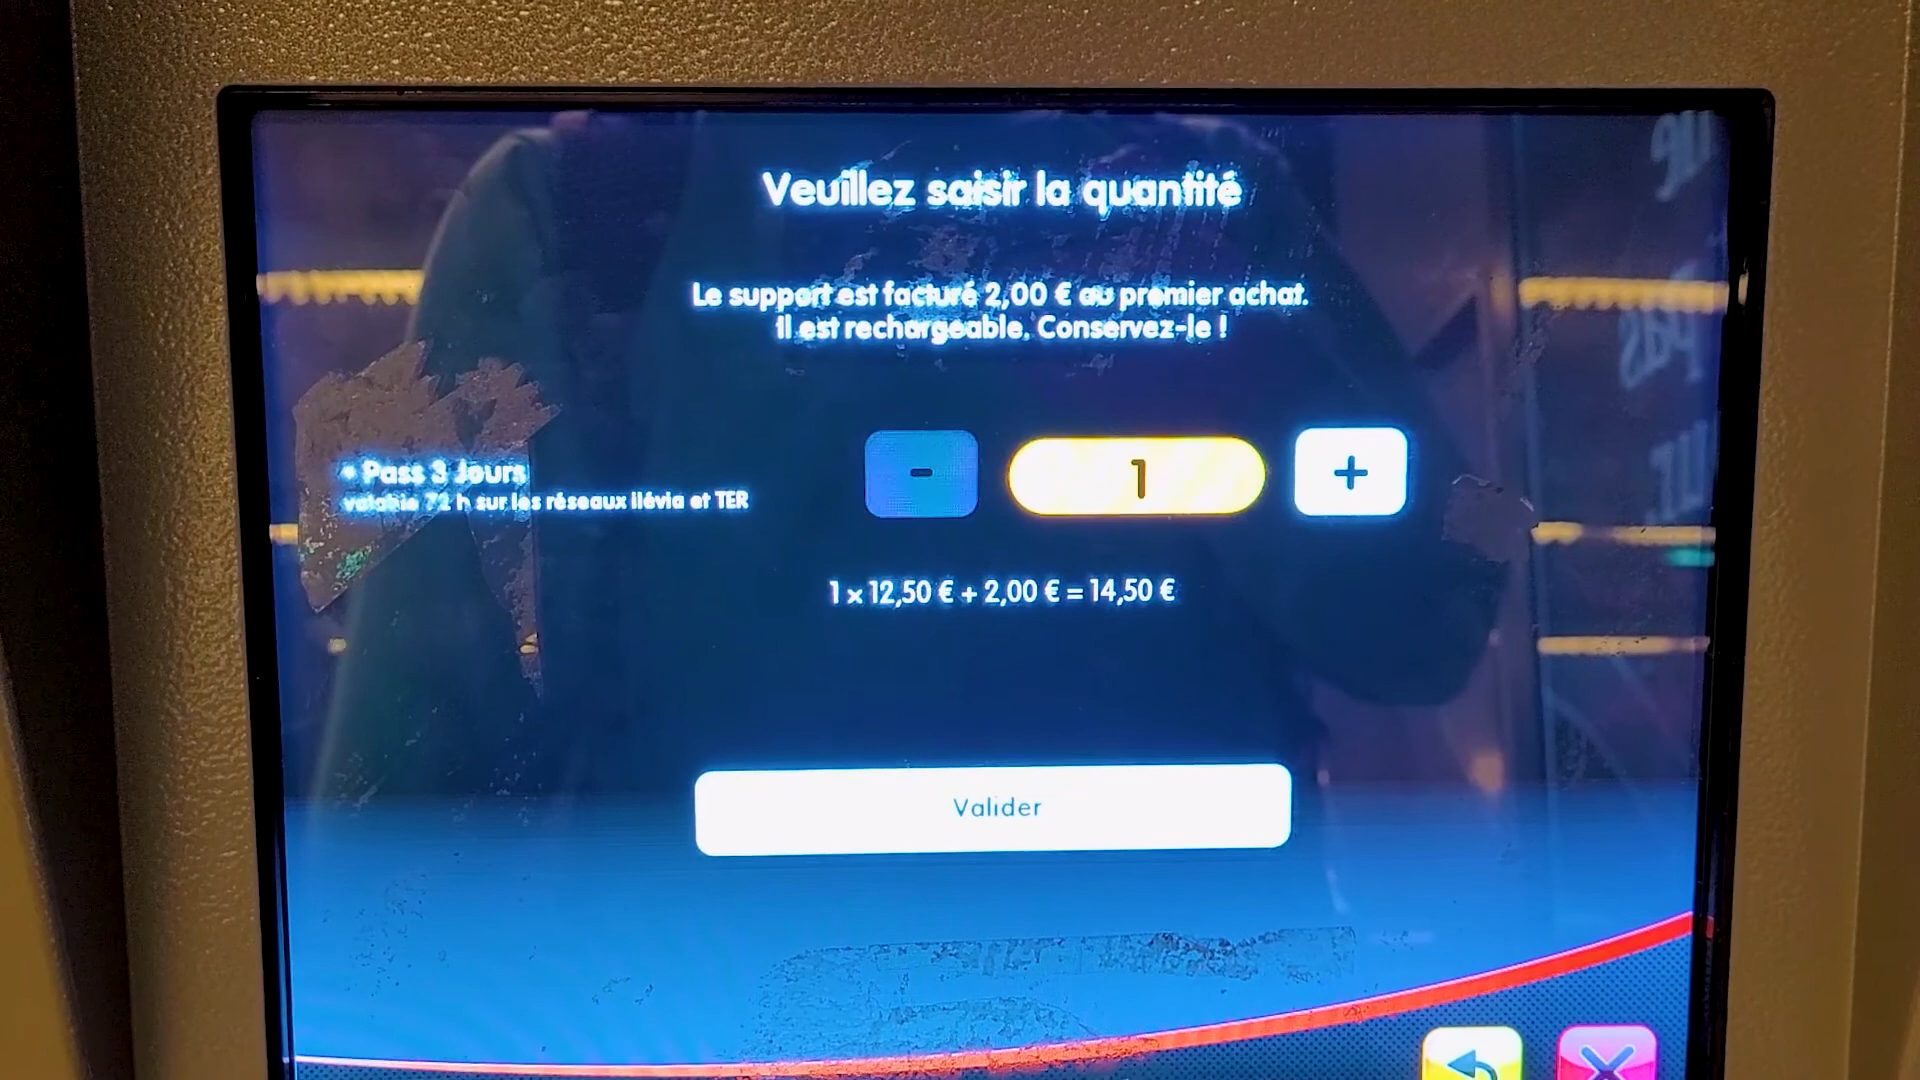 Veuillez saisir la quantité
Le support est facturé 2,00 € au premier achat.
Il est rechargeable. Conservez-le !
• Pass 3 Jours
valable 72 h sur les réseaux ilévia et TER
- 1 +
1 x 12,50 € + 2,00 € = 14,50 €
Valider